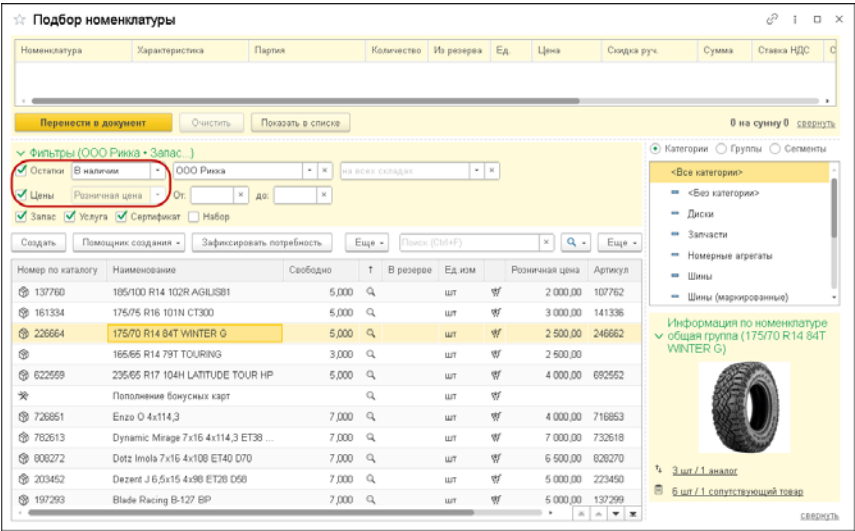 Подбор номенклатуры
Номенклатура Характеристика Партия Количество Из резерва Ед. Цена Скидка руч. Сумма Ставка НДС С
Перенести в документ Очистить Показать в списке 0 на сумму 0 свернуть
Фильтры (ООО Рикка • Запас...)
Остатки В наличии ООО Рикка на всех складах
Цены Розничная цена От: до:
Запас Услуга Сертификат Набор
Создать Помощник создания Зафиксировать потребность Еще Поиск (Ctrl+F) Еще
Номер по каталогу Наименование Свободно ↑ В резерве Ед.изм Розничная цена Артикул
137760 185/100 R14 102R AGILIS81 5,000 шт 2 000,00 107762
161334 175/75 R16 101N CT300 5,000 шт 3 000,00 141336
226664 175/70 R14 84T WINTER G 5,000 шт 2 500,00 246662
165/65 R14 79T TOURING 3,000 шт 2 500,00
622559 235/65 R17 104H LATITUDE TOUR HP 5,000 шт 4 000,00 692552
Пополнение бонусных карт шт
726851 Enzo O 4x114,3 7,000 шт 4 000,00 716853
782613 Dynamic Mirage 7x16 4x114,3 ET38 ... 7,000 шт 7 000,00 732618
808272 Dotz Imola 7x16 4x108 ET40 D70 7,000 шт 6 500,00 828270
203452 Dezent J 6,5x15 4x98 ET28 D58 7,000 шт 5 000,00 223450
197293 Blade Racing B-127 BP 7,000 шт 5 000,00 137299
Категории Группы Сегменты
<Все категории>
<Без категории>
Диски
Запчасти
Номерные агрегаты
Шины
Шины (маркированные)
Информация по номенклатуре
общая группа (175/70 R14 84T
WINTER G)
3 шт / 1 аналог
6 шт / 1 сопутствующий товар
свернуть